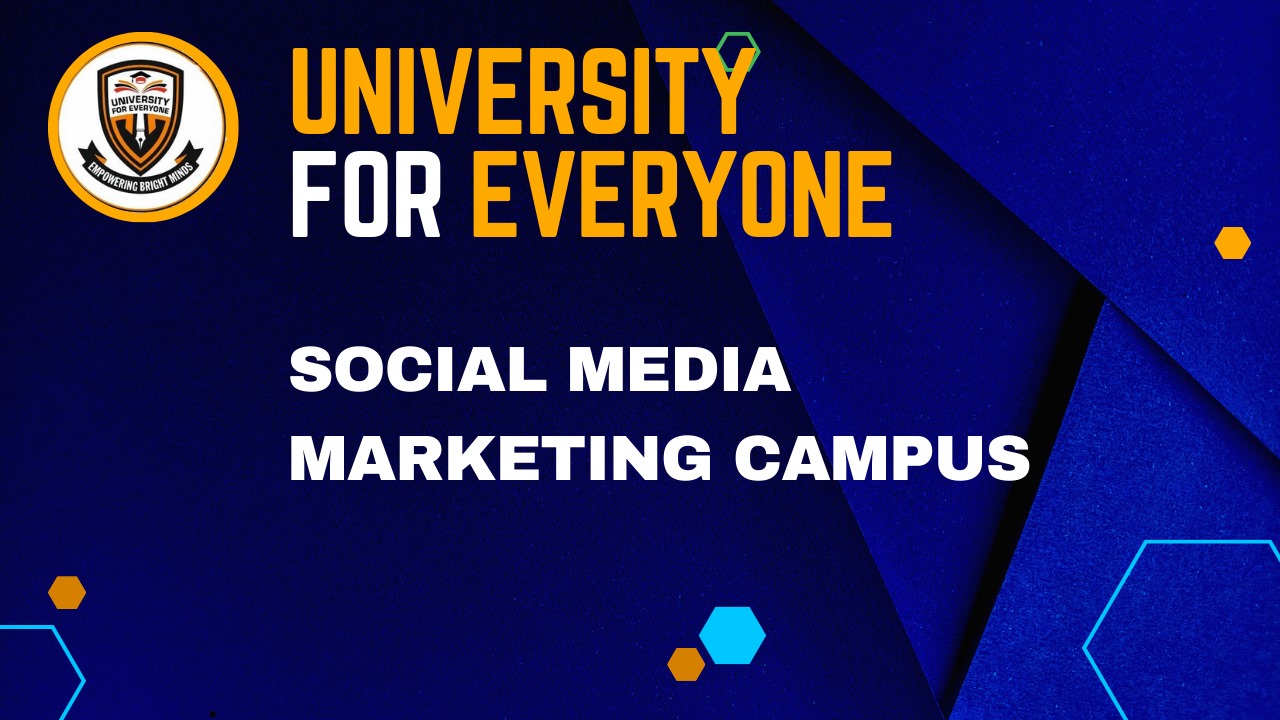 UNIVERSITY
FOR EVERYONE
EMPOWERING BRIGHT MINDS
UNIVERSITY
FOR EVERYONE
SOCIAL MEDIA
MARKETING CAMPUS